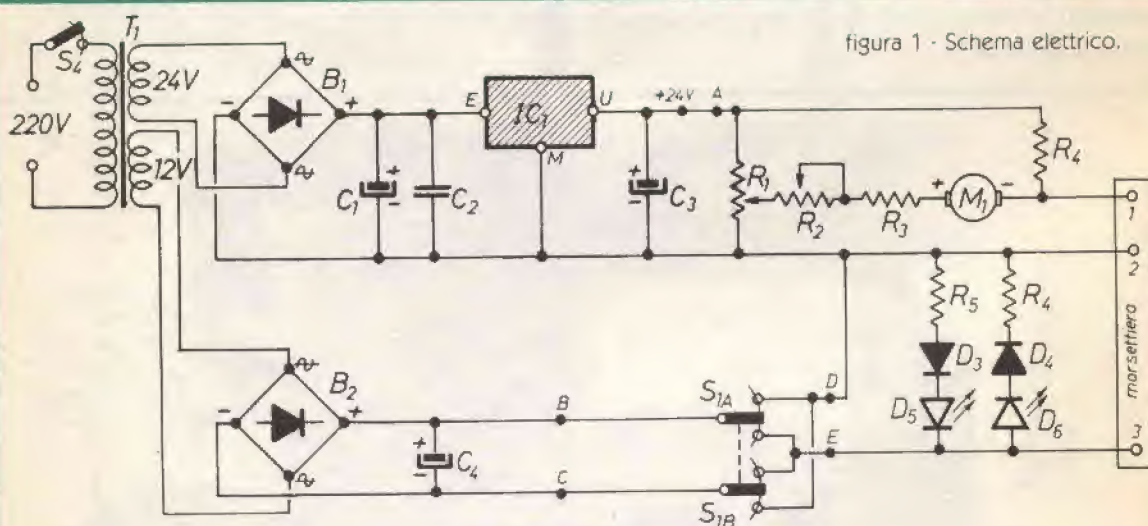 figura 1 - Schema elettrico.
S4
T1
220V
24V
12V
B1
~
~
-
+
C1
+
-
C2
E
IC1
U
M
+24V
A
C3
+
-
R1
R2
R3
+
M1
-
R4
1
2
3
morsettiero
R5
R4
D3
D4
D5
D6
B2
~
~
-
+
C4
+
-
B
C
S1A
S1B
D
E